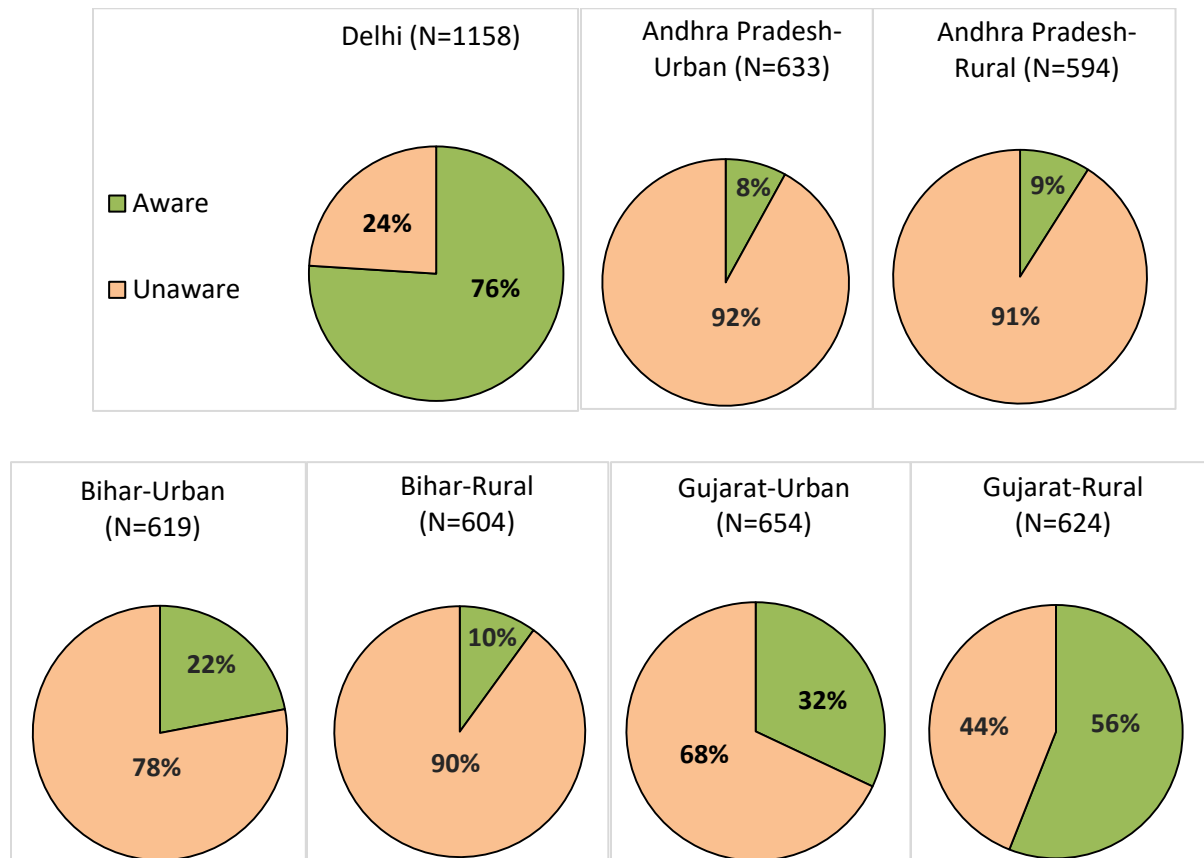 Delhi (N=1158)
Andhra Pradesh-
Urban (N=633)
Andhra Pradesh-
Rural (N=594)
Aware
Unaware
24%
76%
8%
92%
9%
91%
Bihar-Urban
(N=619)
Bihar-Rural
(N=604)
Gujarat-Urban
(N=654)
Gujarat-Rural
(N=624)
22%
78%
10%
90%
32%
68%
44%
56%